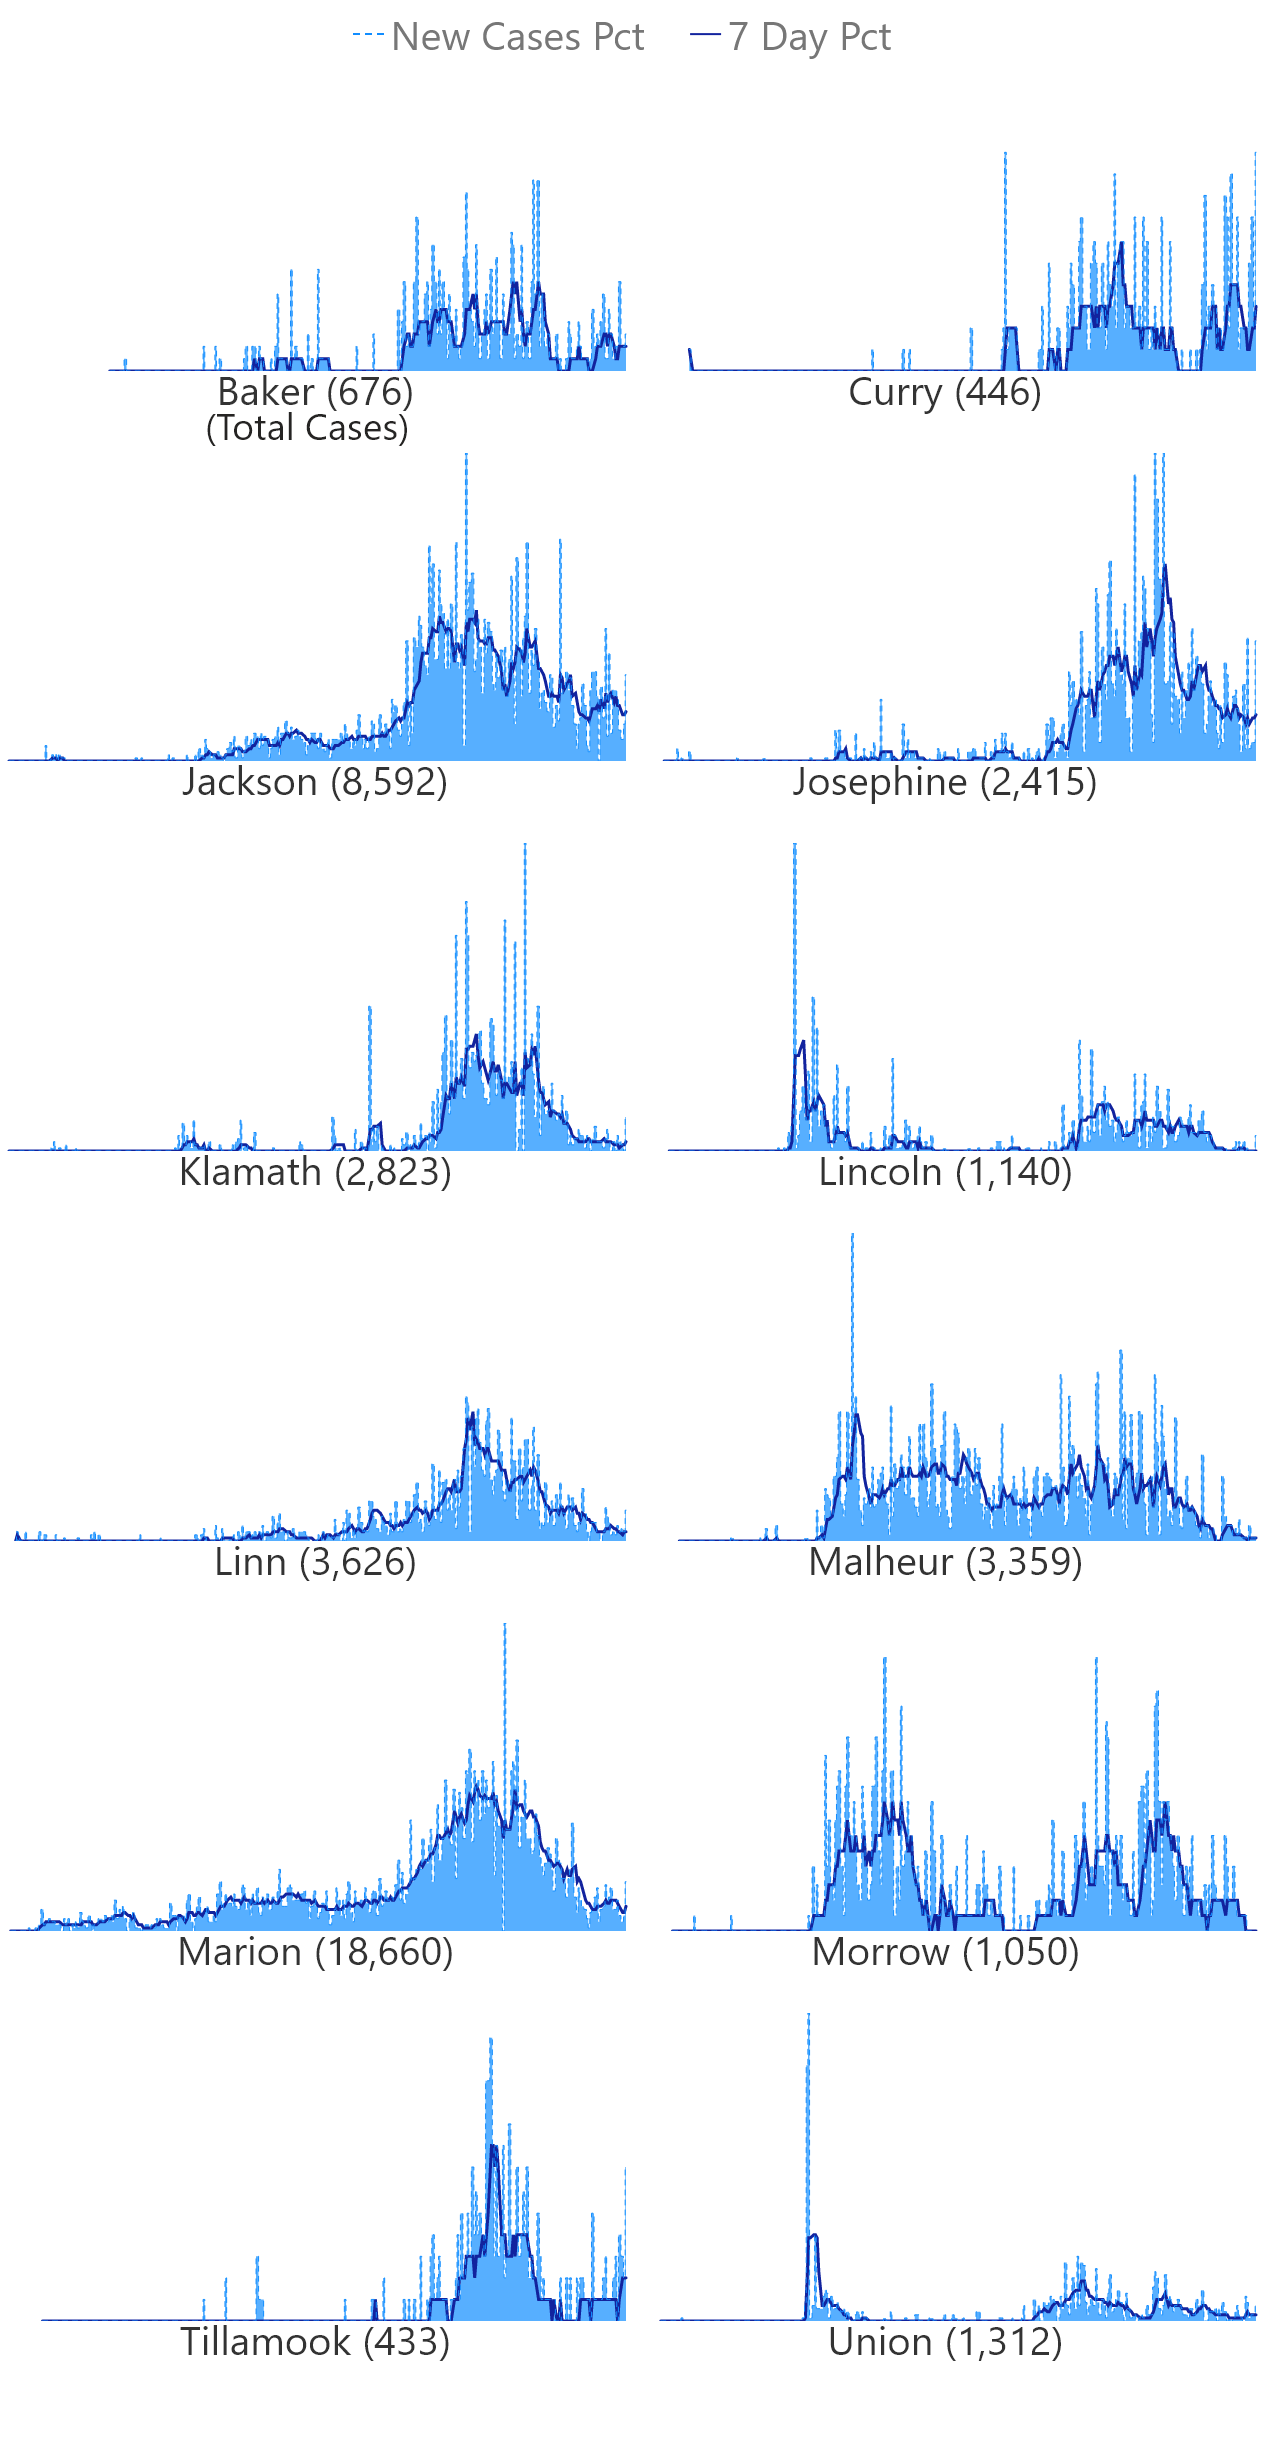 New Cases Pct 7 Day Pct
Baker (676)
(Total Cases)
Curry (446)
Jackson (8,592)
Josephine (2,415)
Klamath (2,823)
Lincoln (1,140)
Linn (3,626)
Malheur (3,359)
Marion (18,660)
Morrow (1,050)
Tillamook (433)
Union (1,312)